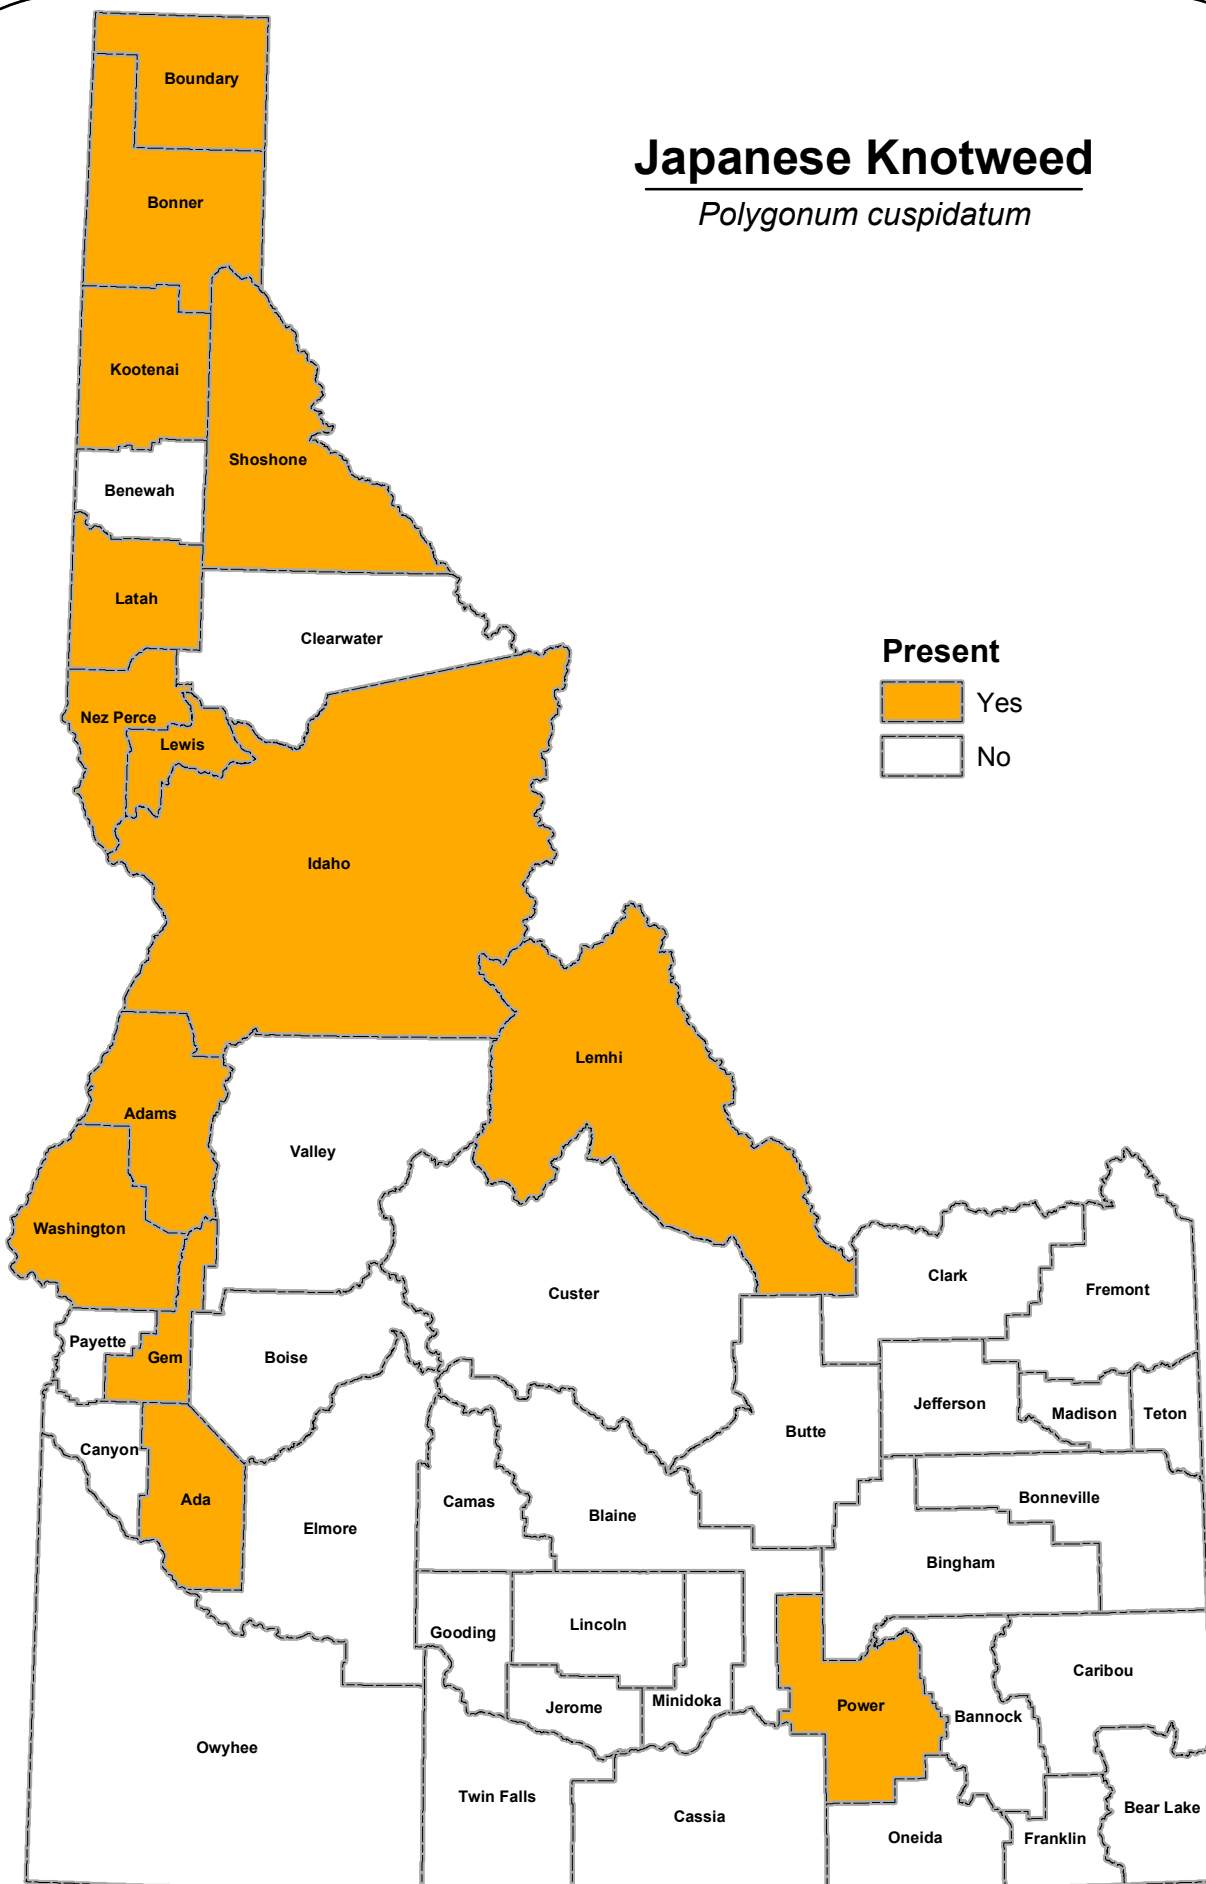 Japanese Knotweed
Polygonum cuspidatum
Boundary
Bonner
Kootenai
Shoshone
Benewah
Latah
Clearwater
Present
Yes
No
Nez Perce
Lewis
Idaho
Lemhi
Adams
Valley
Washington
Custer
Clark
Fremont
Payette
Gem
Boise
Jefferson
Madison
Teton
Butte
Canyon
Ada
Elmore
Camas
Blaine
Bonneville
Bingham
Gooding
Lincoln
Jerome
Minidoka
Power
Bannock
Caribou
Owyhee
Twin Falls
Cassia
Oneida
Franklin
Bear Lake